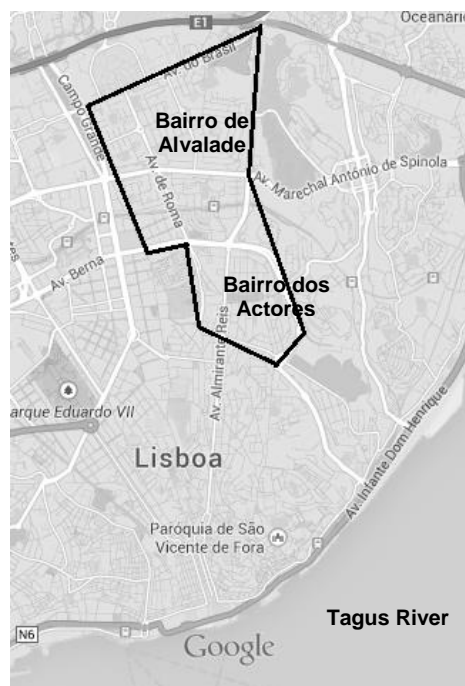 Oceanário
E1
Av. do Brasil
Campo Grande
Bairro de
Alvalade
Av. de Roma
Av. Marechal António de Spinola
Av. Berna
Bairro dos
Actores
Av. Almirante Reis
arque Eduardo VII
Av. Infante Dom Henrique
Lisboa
Paróquia de São
Vicente de Fora
Tagus River
N6
Google